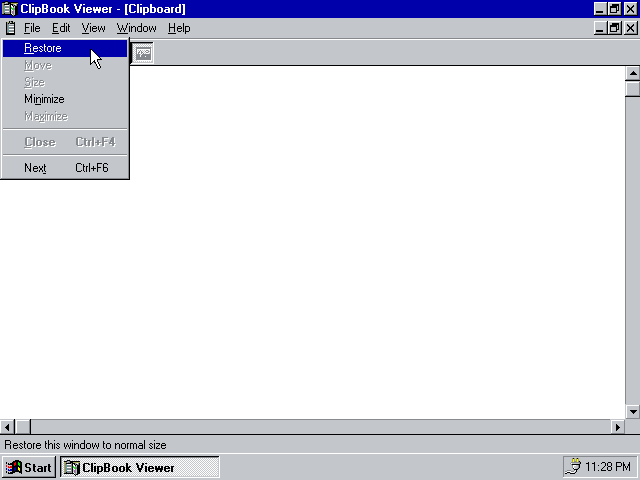 ClipBook Viewer - [Clipboard]
File Edit View Window Help
Restore
Move
Size
Minimize
Maximize
Close Ctrl+F4
Next Ctrl+F6
Restore this window to normal size
Start ClipBook Viewer 11:28 PM